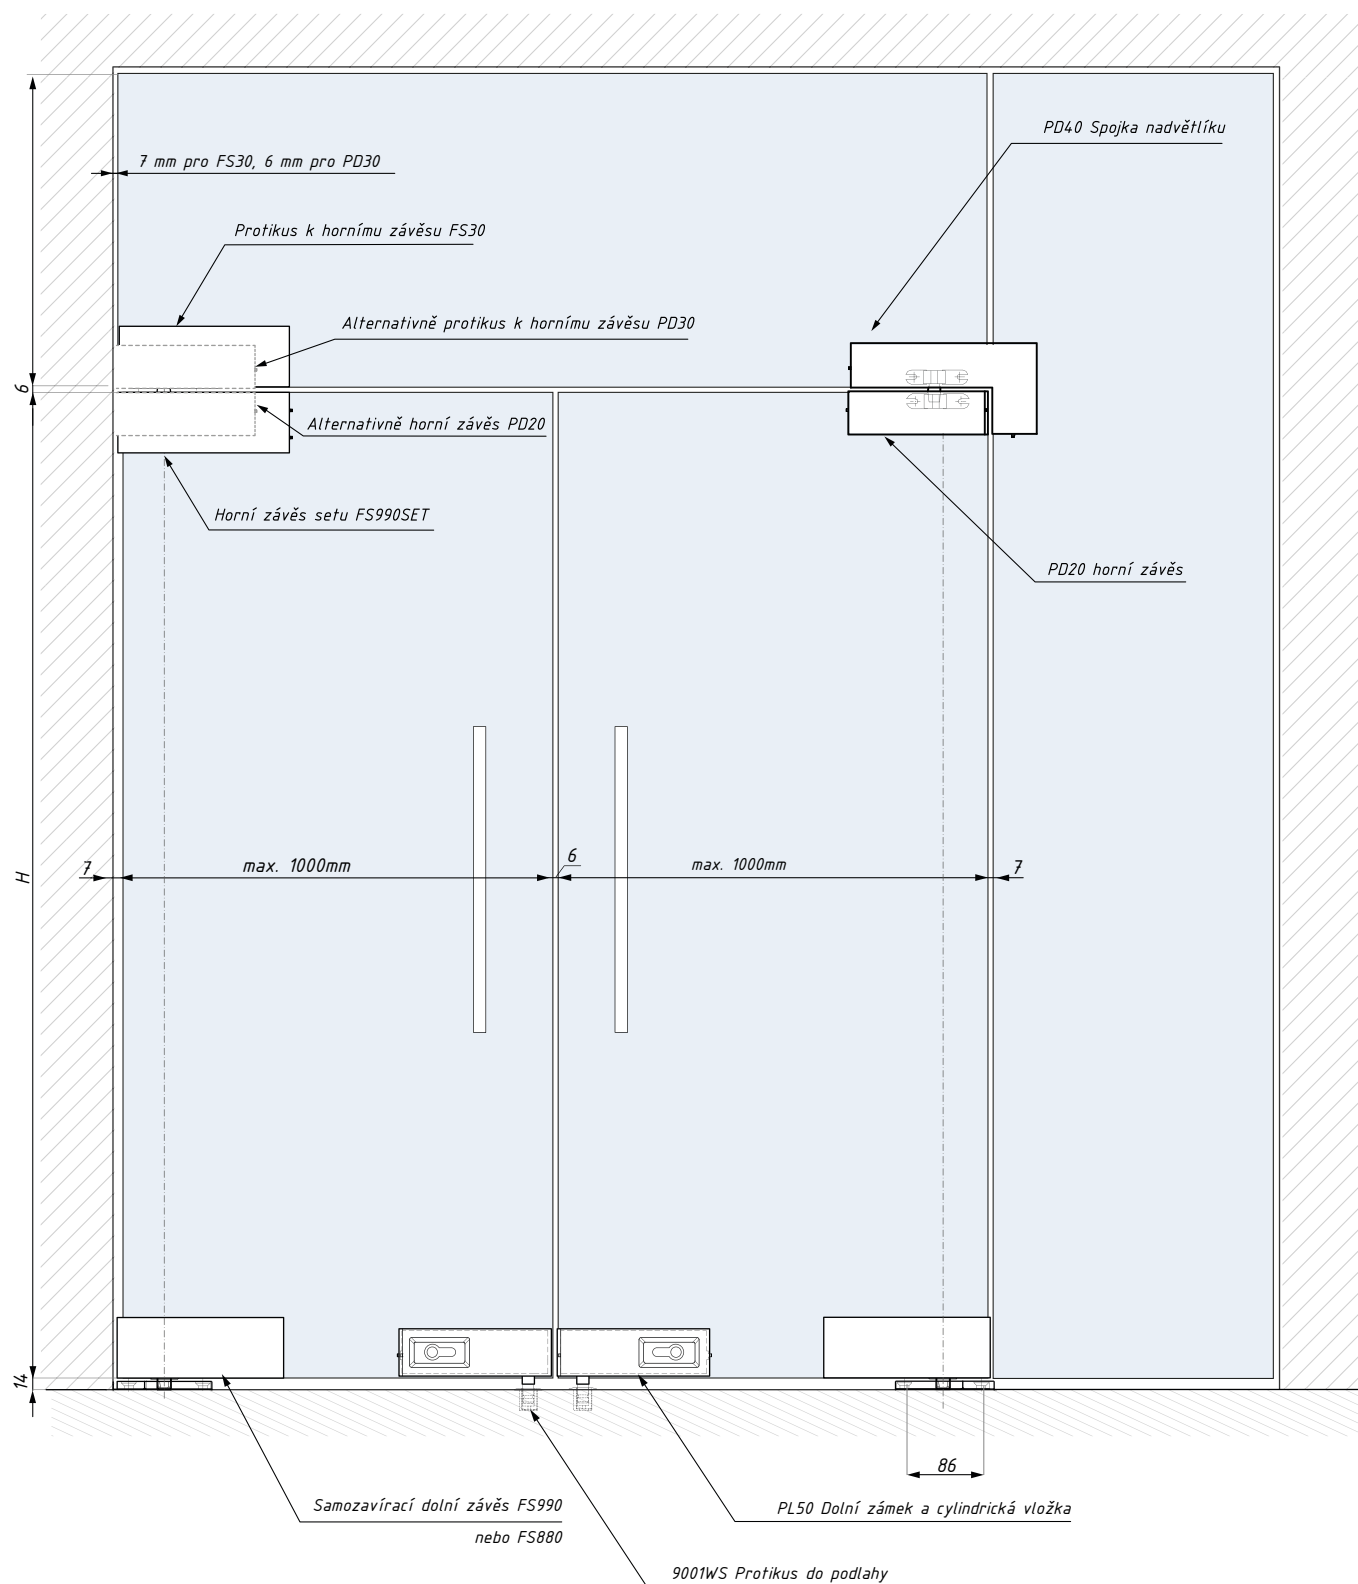 PD40 Spojka nadvětlíku
7 mm pro FS30, 6 mm pro PD30
Protikus k hornímu závěsu FS30
Alternativně protikus k hornímu závěsu PD30
6
Alternativně horní závěs PD20
Horní závěs setu FS990SET
PD20 horní závěs
7
max. 1000mm
6
max. 1000mm
7
H
14
86
Samozavírací dolní závěs FS990
nebo FS880
PL50 Dolní zámek a cylindrická vložka
9001WS Protikus do podlahy